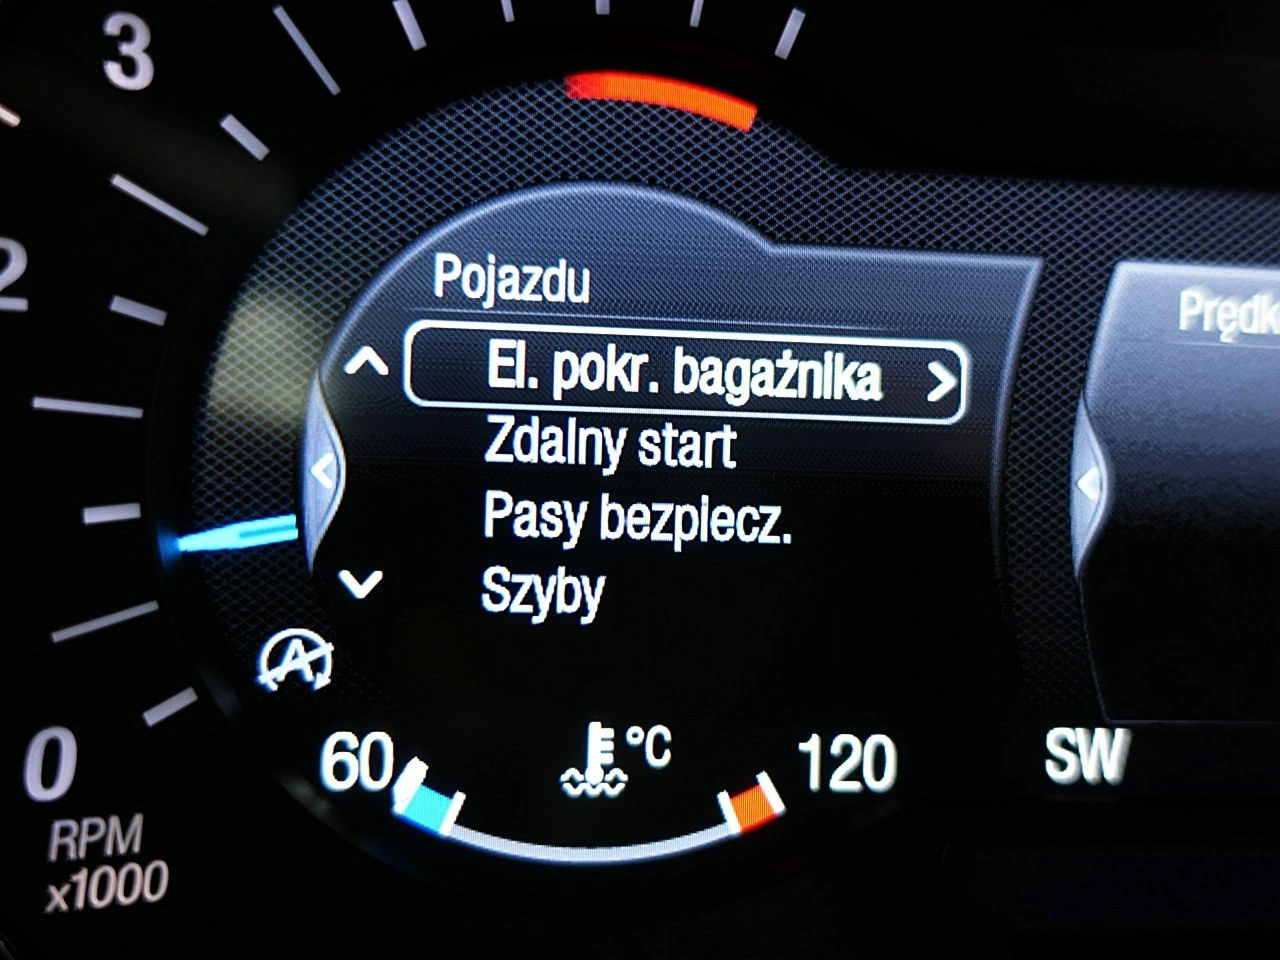 3
2
Pojazdu
El. pokr. bagażnika
Zdalny start
Pasy bezpiecz.
Szyby
A
60
°C
120
SW
0
RPM
x1000